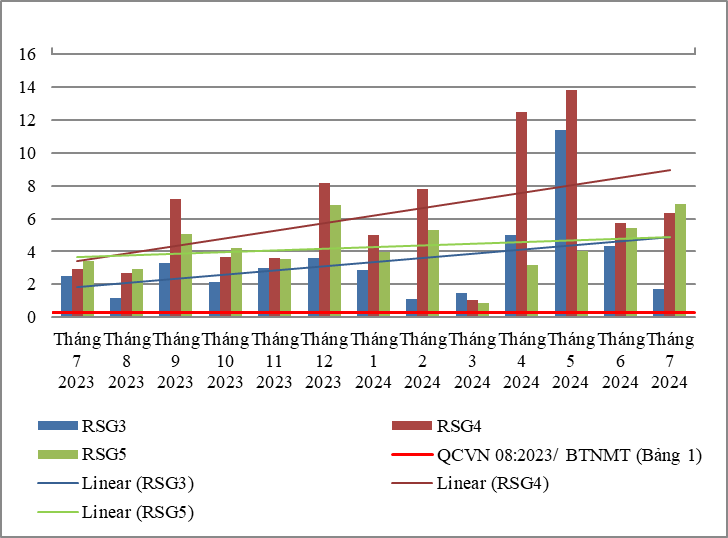 16
14
12
10
8
6
4
2
0
Tháng Tháng Tháng Tháng Tháng Tháng Tháng Tháng Tháng Tháng Tháng Tháng Tháng
7 8 9 10 11 12 1 2 3 4 5 6 7
2023 2023 2023 2023 2023 2023 2024 2024 2024 2024 2024 2024 2024
RSG3 RSG4
RSG5 QCVN 08:2023/ BTNMT (Bảng 1)
Linear (RSG3) Linear (RSG4)
Linear (RSG5)